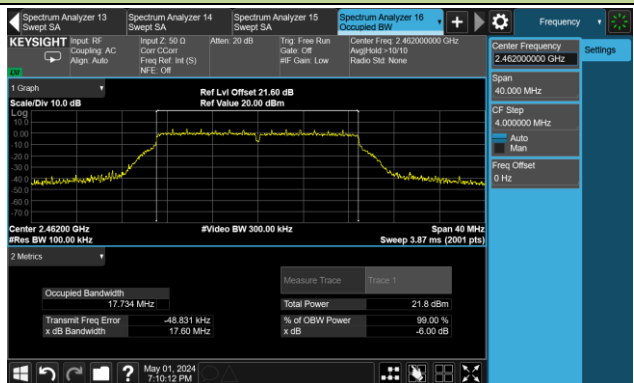 Spectrum Analyzer 13 Spectrum Analyzer 14 Spectrum Analyzer 15 Spectrum Analyzer 16 Frequency
Swept SA Swept SA Swept SA Occupied BW
KEYSIGHT Input: RF Input Z: 50 Ω Atten: 20 dB Trig: Free Run Center Freq: 2.462000000 GHz
Coupling: AC Corr CCorr Gate: Off Avg|Hold:>10/10
Align: Auto Freq Ref: Int (S) #IF Gain: Low Radio Std: None
NFE: Off
Center Frequency Settings
2.462000000 GHz
Span
40.000 MHz
CF Step
4.000000 MHz
Auto
Man
Freq Offset
0 Hz
1 Graph
Ref Lvl Offset 21.60 dB
Scale/Div 10.0 dB Ref Value 20.00 dBm
Log
10.0
0.00
-10.0
-20.0
-30.0
-40.0
-50.0
-60.0
-70.0
Center 2.46200 GHz #Video BW 300.00 kHz Span 40 MHz
#Res BW 100.00 kHz Sweep 3.87 ms (2001 pts)
2 Metrics
Measure Trace Trace 1
Occupied Bandwidth
17.734 MHz Total Power 21.8 dBm
Transmit Freq Error -48.831 kHz % of OBW Power 99.00 %
x dB Bandwidth 17.60 MHz x dB -6.00 dB
May 01, 2024
7:10:12 PM